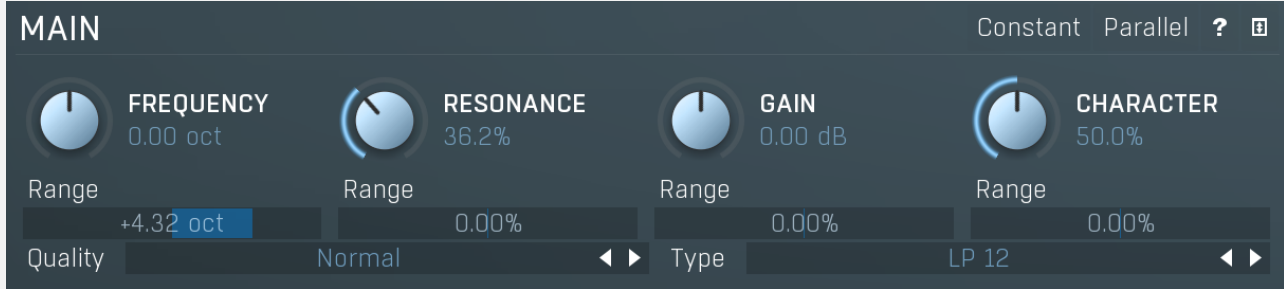 MAIN Constant Parallel ?
FREQUENCY RESONANCE GAIN CHARACTER
0.00 oct 36.2% 0.00 dB 50.0%
Range Range Range Range
+4.32 oct 0.00% 0.00% 0.00%
Quality Normal Type LP 12